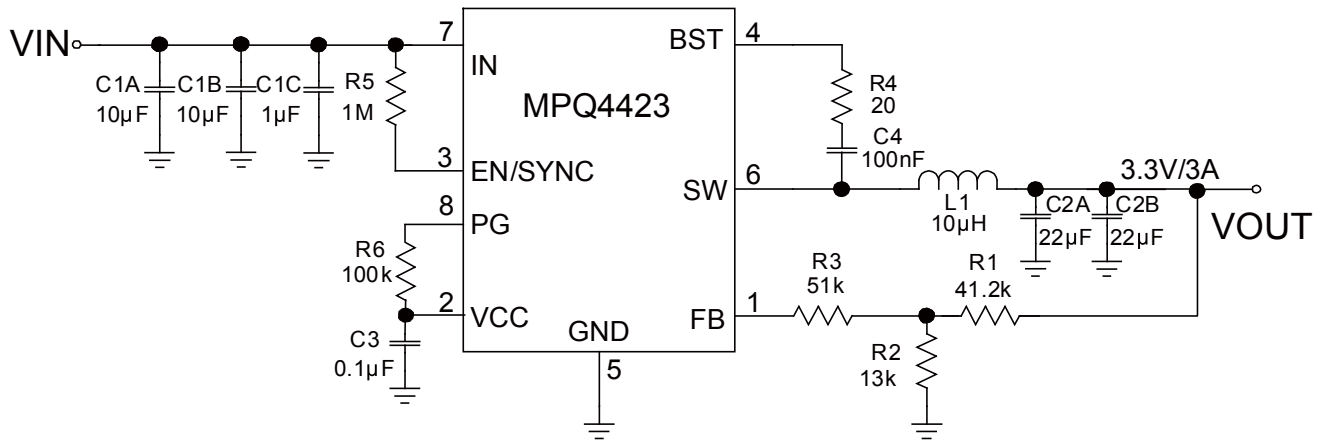 VIN
C1A
10µF
C1B
10µF
C1C
1µF
R5
1M
7
IN
MPQ4423
BST
4
R4
20
C4
100nF
3
EN/SYNC
SW
6
L1
10µH
3.3V/3A
C2A
22µF
C2B
22µF
VOUT
8
PG
R6
100k
2
VCC
C3
0.1µF
GND
5
FB
1
R3
51k
R1
41.2k
R2
13k